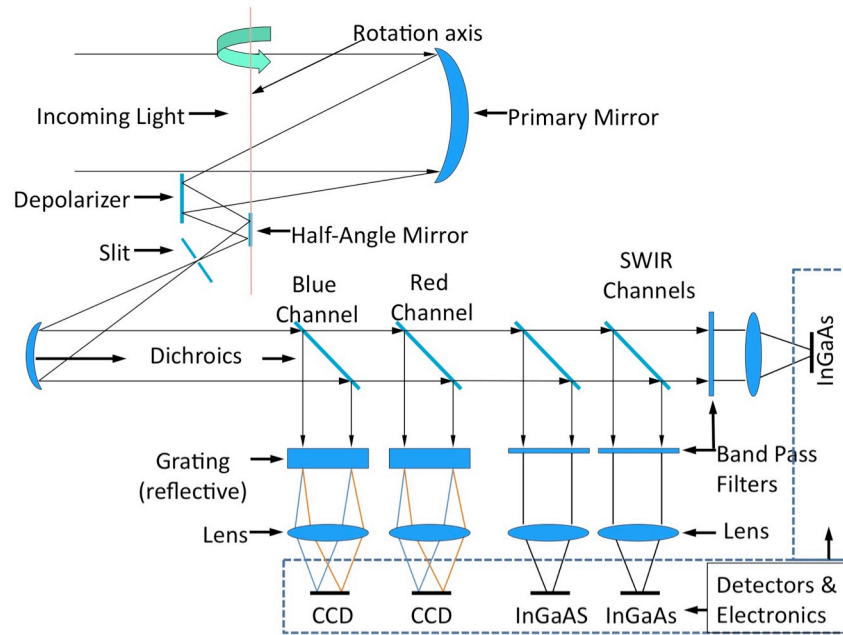 Rotation axis
Incoming Light
Primary Mirror
Depolarizer
Half-Angle Mirror
Slit
Blue
Channel
Red
Channel
SWIR
Channels
Dichroics
InGaAs
Grating
(reflective)
Band Pass
Filters
Lens
Lens
CCD
CCD
InGaAS
InGaAs
Detectors &
Electronics